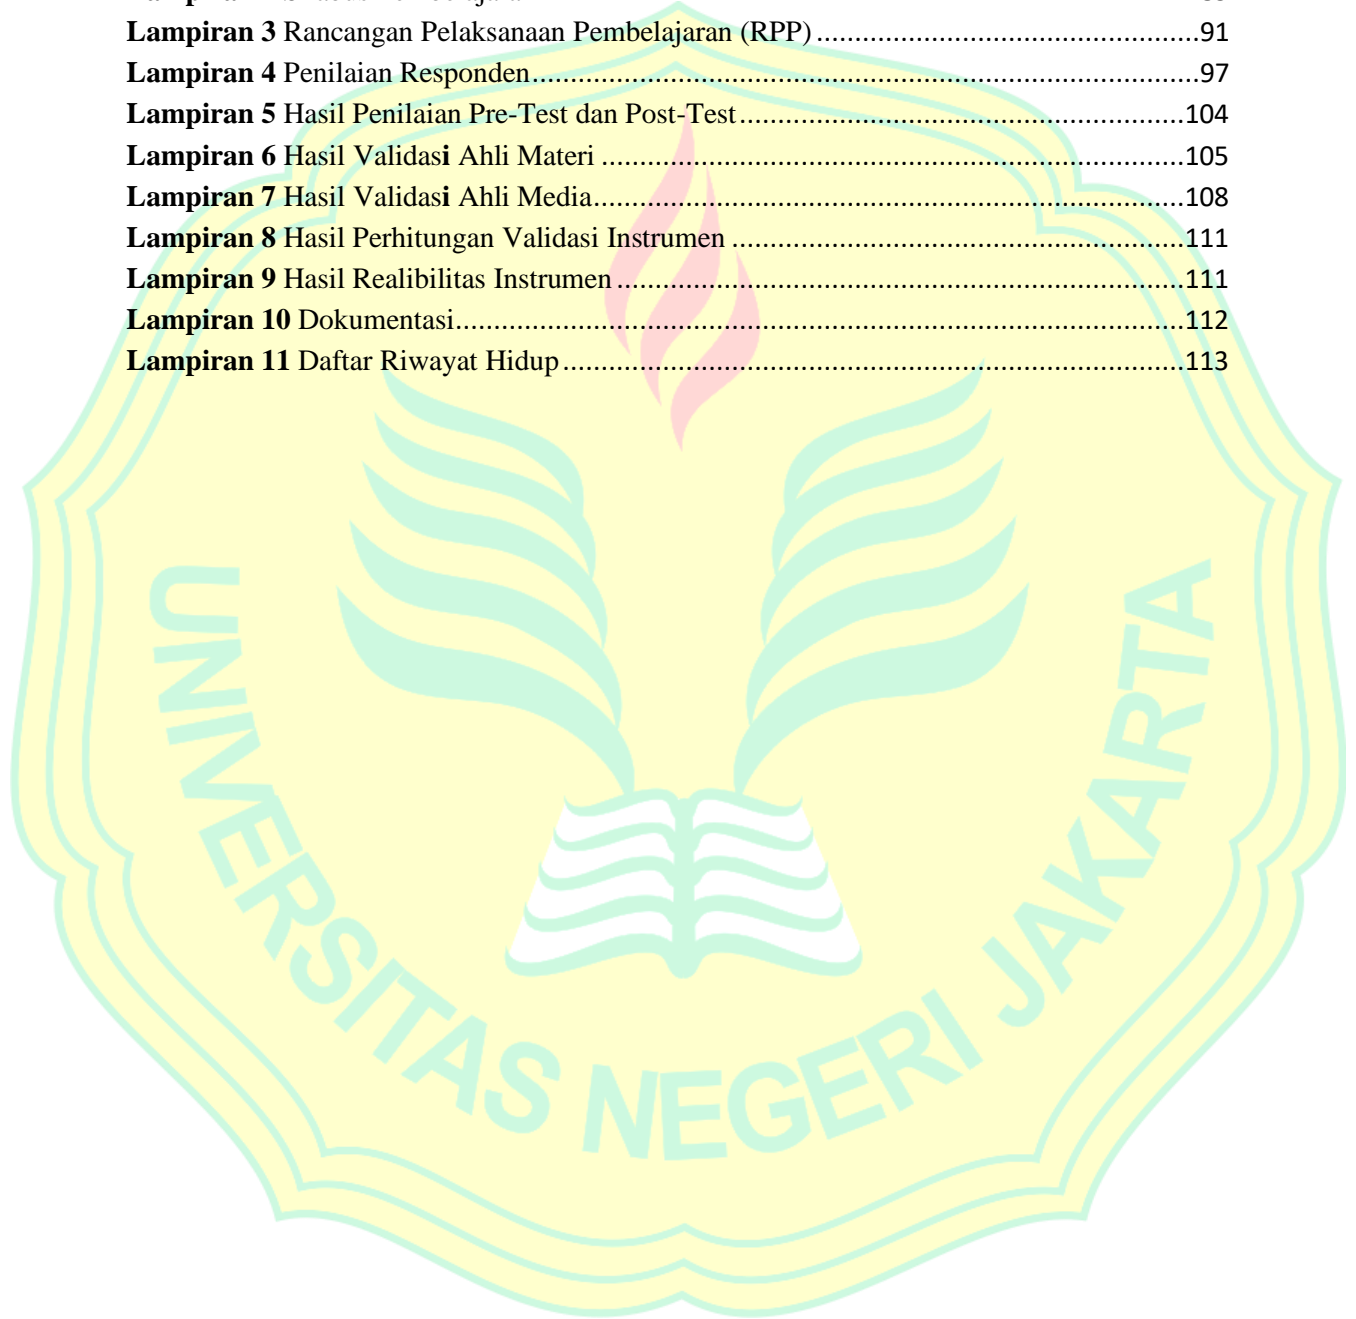 Lampiran 3 Rancangan Pelaksanaan Pembelajaran (RPP)..................................................91
Lampiran 4 Penilaian Responden........................................................................................97
Lampiran 5 Hasil Penilaian Pre-Test dan Post-Test..........................................................104
Lampiran 6 Hasil Validasi Ahli Materi ............................................................................105
Lampiran 7 Hasil Validasi Ahli Media.............................................................................108
Lampiran 8 Hasil Perhitungan Validasi Instrumen ...........................................................111
Lampiran 9 Hasil Realibilitas Instrumen ..........................................................................111
Lampiran 10 Dokumentasi...............................................................................................112
Lampiran 11 Daftar Riwayat Hidup .................................................................................113
UNIVERSITAS NEGERI JAKARTA